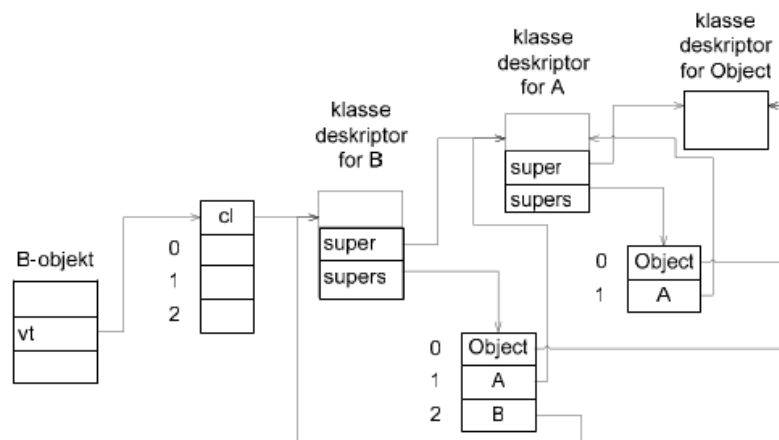 klasse
deskriptor
for Object
klasse
deskriptor
for A
klasse
deskriptor
for B
super
supers
cl
0
1
2
super
supers
B-objekt
vt
0 Object
1 A
0 Object
1 A
2 B